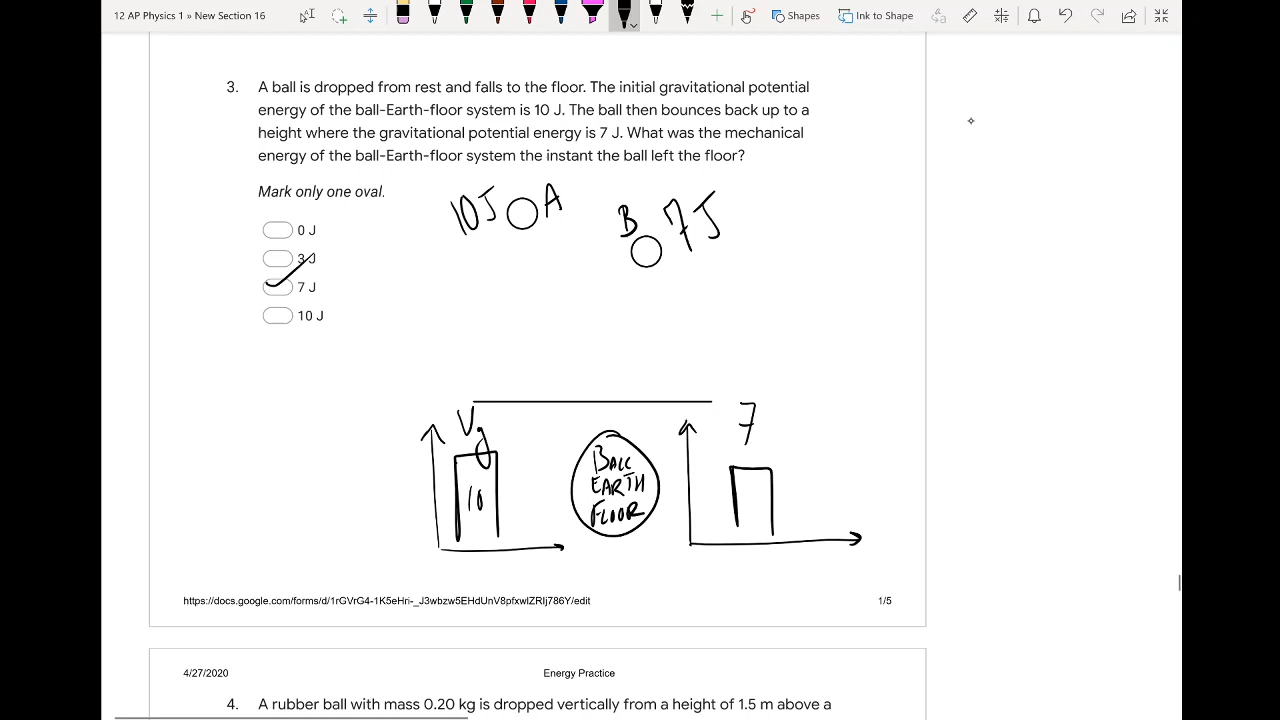 12 AP Physics 1 » New Section 16
Shapes
Ink to Shape
3. A ball is dropped from rest and falls to the floor. The initial gravitational potential
energy of the ball-Earth-floor system is 10 J. The ball then bounces back up to a
height where the gravitational potential energy is 7 J. What was the mechanical
energy of the ball-Earth-floor system the instant the ball left the floor?
Mark only one oval.
10J A
B 7J
0 J
3 J
7 J
10 J
Ug
7
10
BALL
EARTH
FLOOR
https://docs.google.com/forms/d/1rGVrG4-1K5eHri-_J3wbzw5EHdUnV8pfxwlZRIj786Y/edit
1/5
4/27/2020
Energy Practice
4. A rubber ball with mass 0.20 kg is dropped vertically from a height of 1.5 m above a